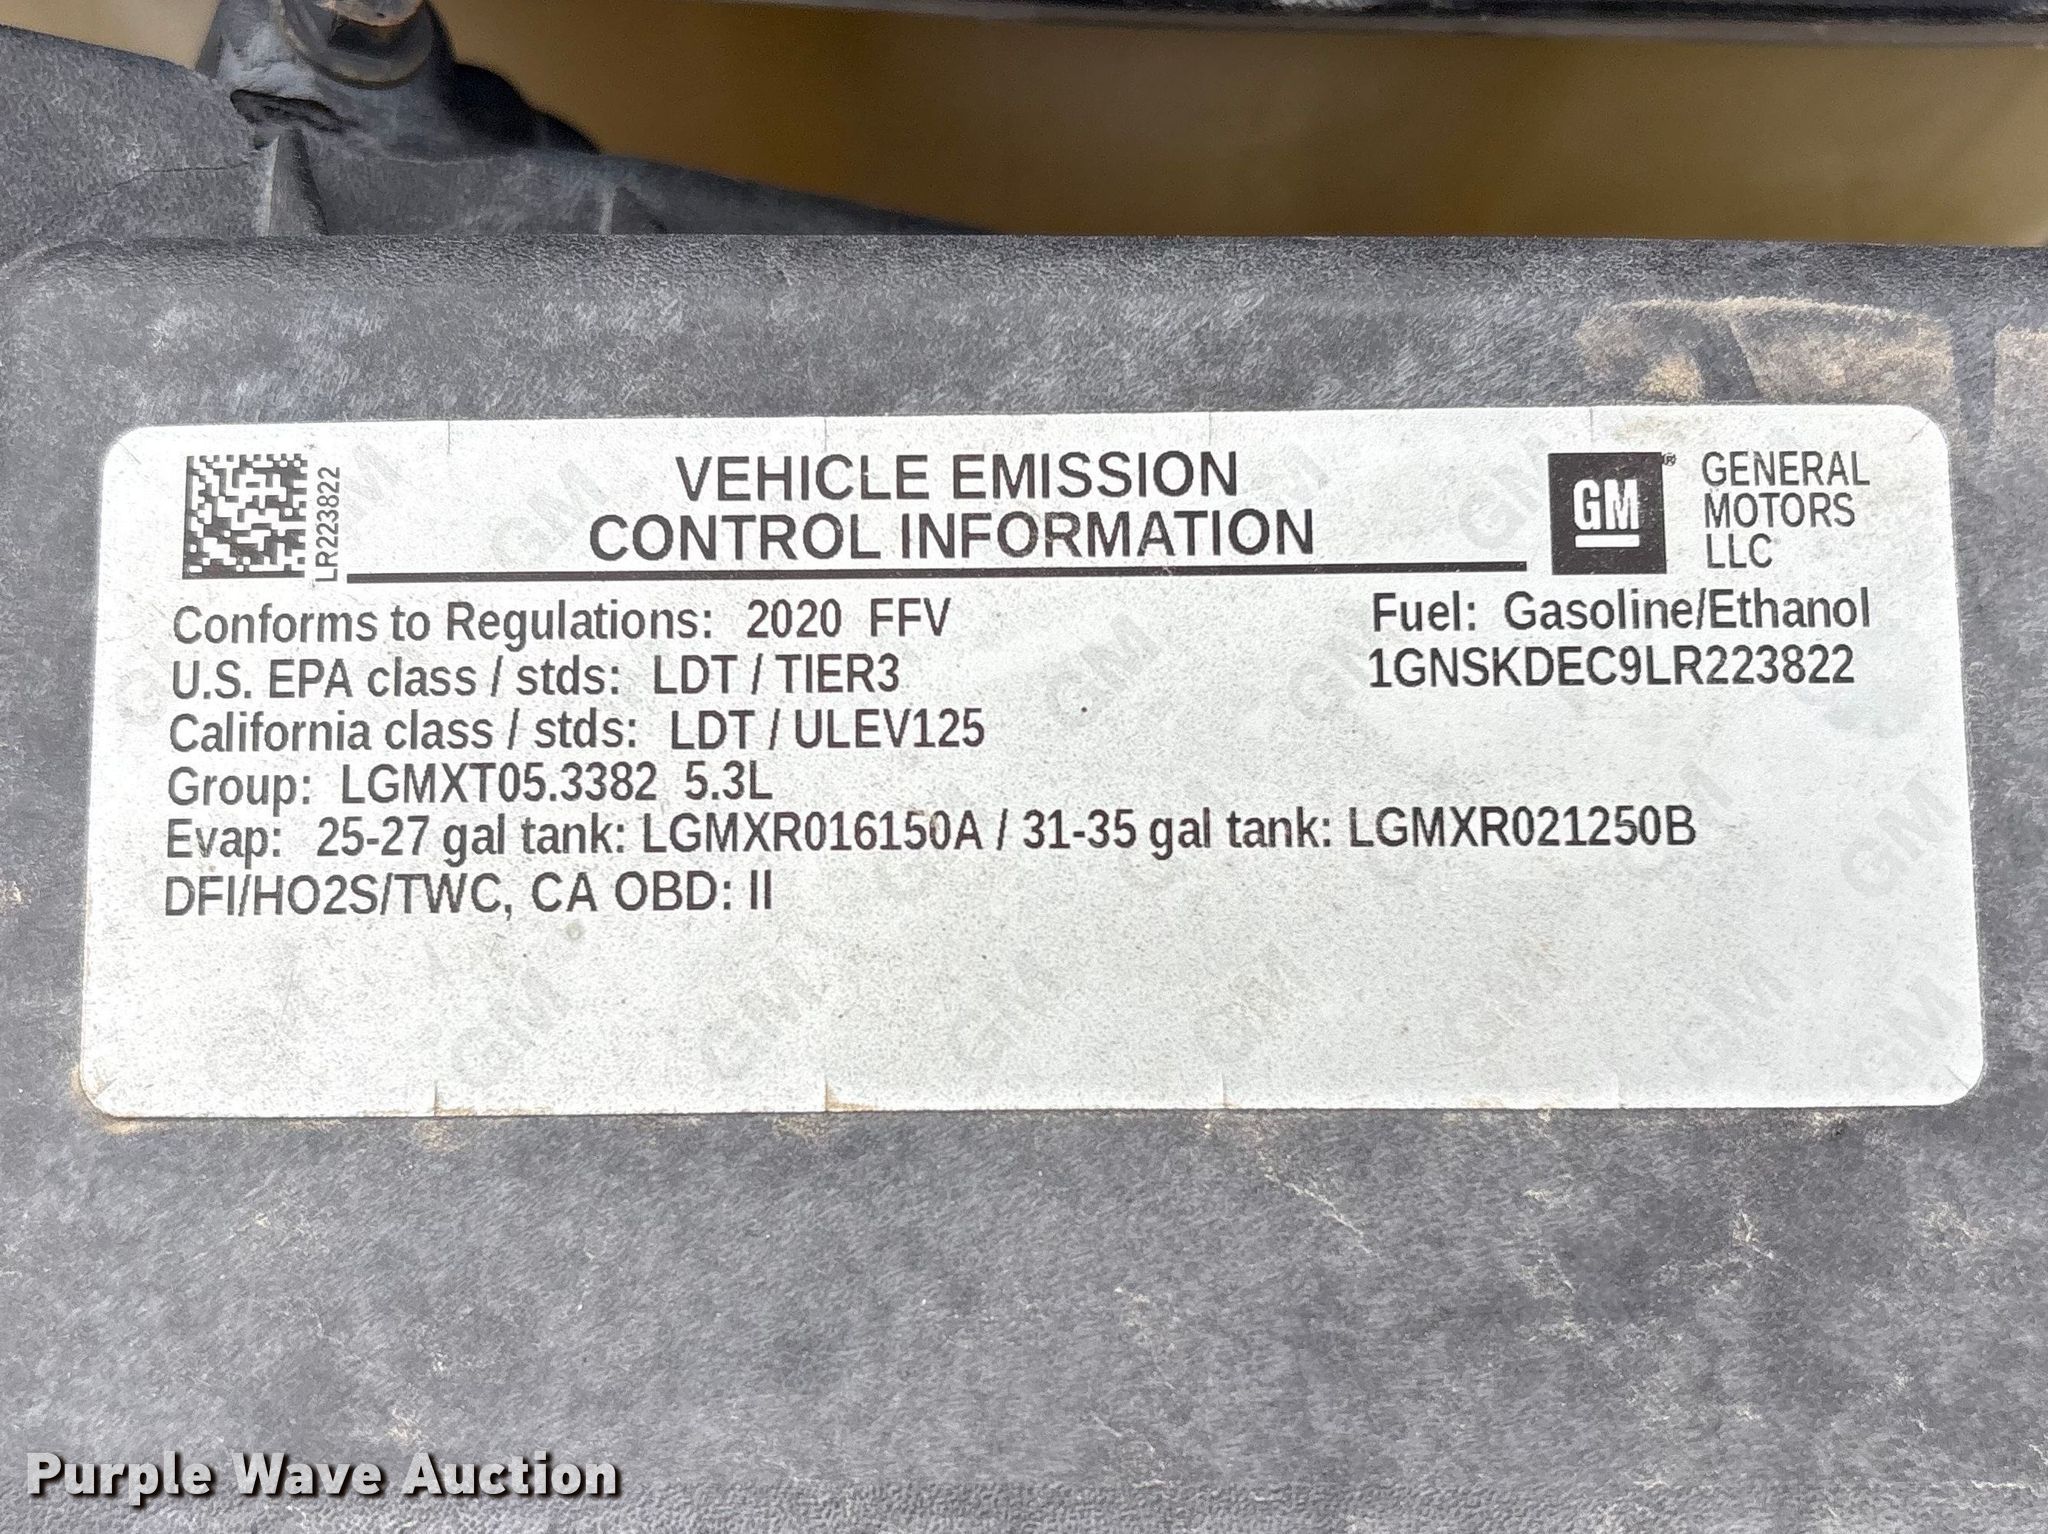 LR223822
VEHICLE EMISSION
CONTROL INFORMATION
GM® GENERAL
MOTORS
LLC
Conforms to Regulations: 2020 FFV
Fuel: Gasoline/Ethanol
U.S. EPA class / stds: LDT / TIER3
1GNSKDEC9LR223822
California class / stds: LDT / ULEV125
Group: LGMXT05.3382 5.3L
Evap: 25-27 gal tank: LGMXR016150A / 31-35 gal tank: LGMXR021250B
DFI/HO2S/TWC, CA OBD: II
Purple Wave Auction